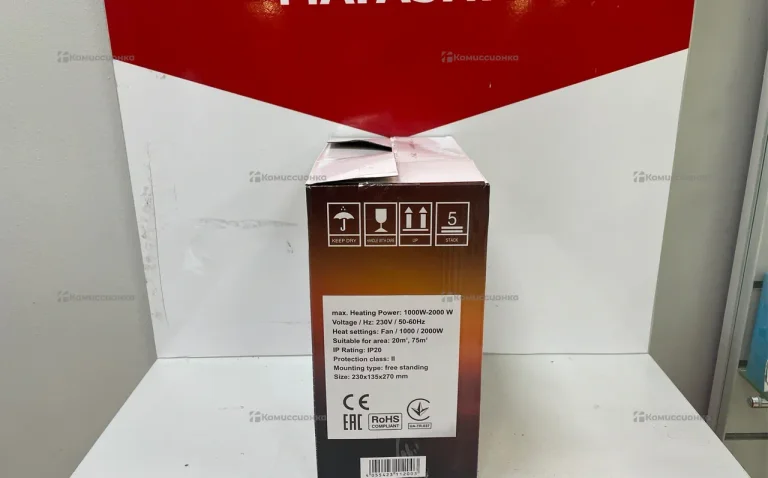 Комиссионко
Комиссионко
Комиссионко
Комиссионко
KEEP DRY
HANDLE WITH CARE
UP
5
STACK
max. Heating Power: 1000W-2000 W
Voltage / Hz: 230V / 50-60Hz
Heat settings: Fan / 1000 / 2000W
Suitable for area: 20m², 75m³
IP Rating: IP20
Protection class: II
Mounting type: free standing
Size: 230x135x270 mm
Комиссионко
Комиссионко
CE
EAC
RoHS
COMPLIANT
Комиссионко
Комиссионко